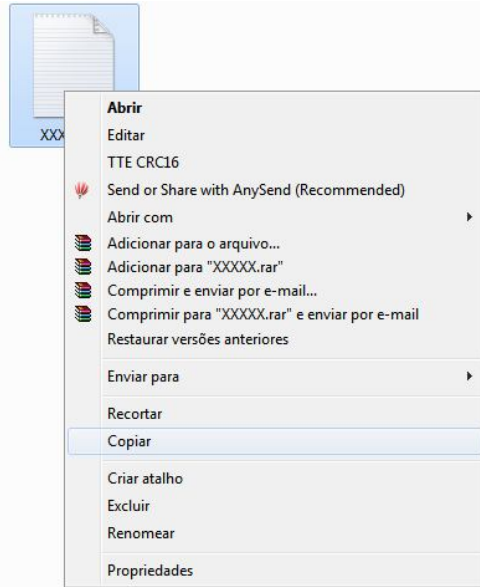 XXX
Abrir
Editar
TTE CRC16
Send or Share with AnySend (Recommended)
Abrir com
Adicionar para o arquivo...
Adicionar para "XXXXX.rar"
Comprimir e enviar por e-mail...
Comprimir para "XXXXX.rar" e enviar por e-mail
Restaurar versões anteriores
Enviar para
Recortar
Copiar
Criar atalho
Excluir
Renomear
Propriedades